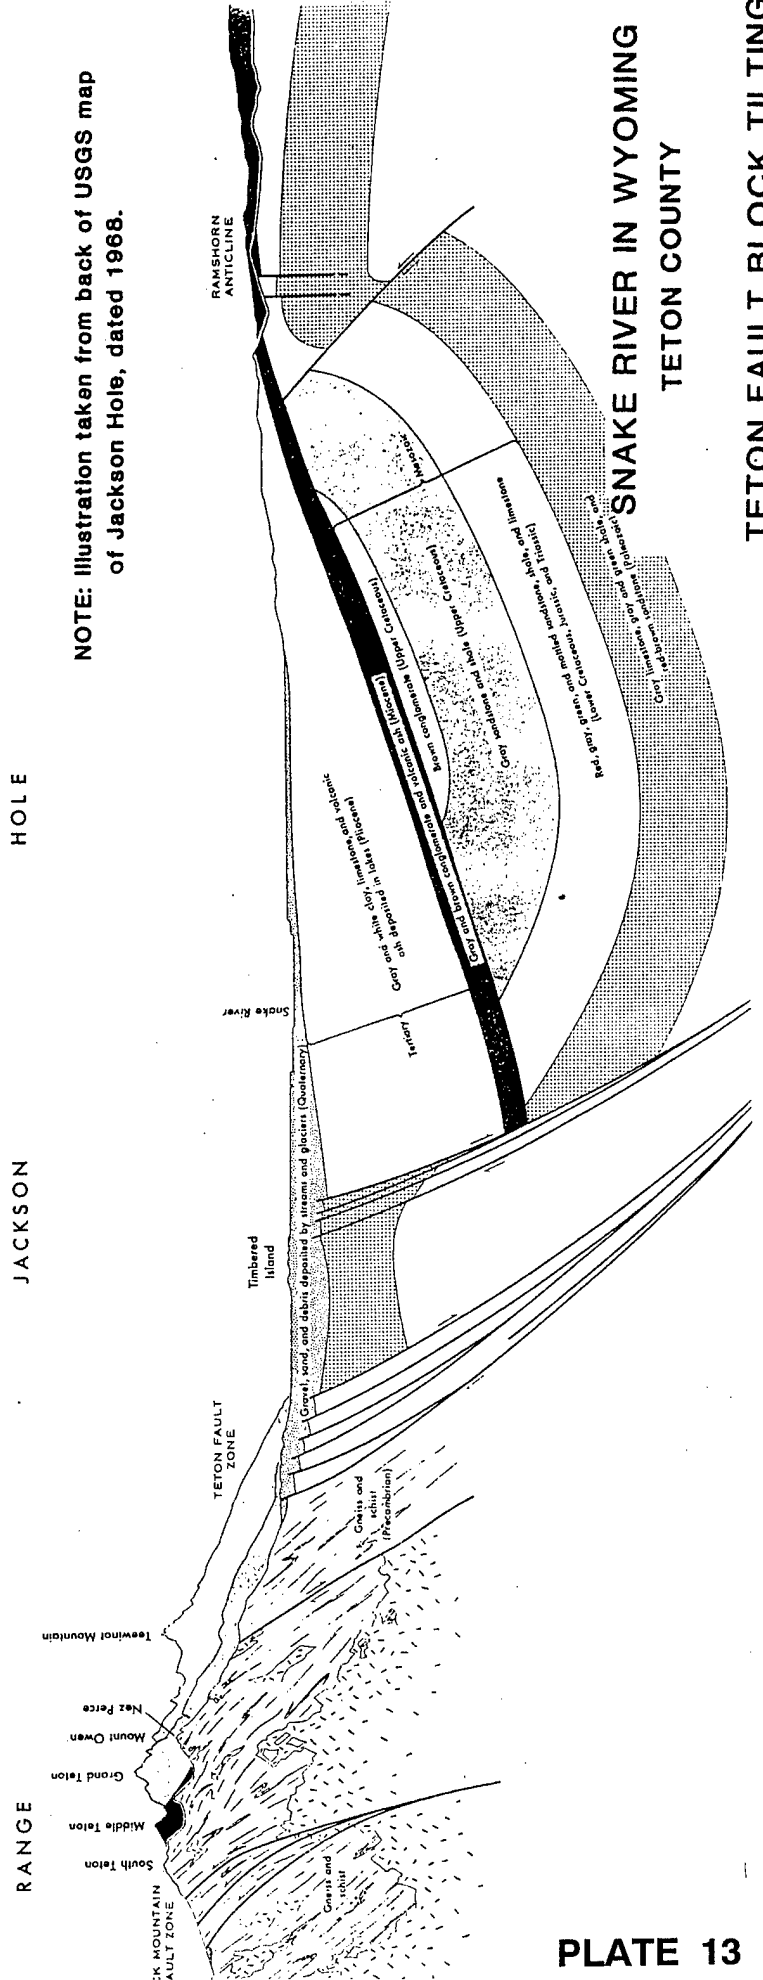 RANGE
JACKSON
HOLE
NOTE: Illustration taken from back of USGS map
of Jackson Hole, dated 1968.
CK MOUNTAIN
AULT ZONE
South Teton
Middle Teton
Grand Teton
Mount Owen
Nez Perce
Teewinot Mountain
TETON FAULT
ZONE
Timbered
Island
Snake River
RAMSHORN
ANTICLINE
Gneiss and
schist
Gneiss and
schist
(Precambrian)
Gravel, sand, and debris deposited by streams and glaciers (Quaternary)
Tertiary
Gray and white clay, limestone, and volcanic
ash deposited in lakes (Pliocene)
Gray and brown conglomerate and volcanic ash (Miocene)
Brown conglomerate (Upper Cretaceous)
Mesozoic
Gray sandstone and shale (Upper Cretaceous)
Red, gray, green, and mottled sandstone, shale, and limestone
(Lower Cretaceous, Jurassic, and Triassic)
Gray limestone, gray and green shale, and
Gray red-brown sandstone (Paleozoic)
SNAKE RIVER IN WYOMING
TETON COUNTY
TETON FAULT BLOCK TILTING
PLATE 13